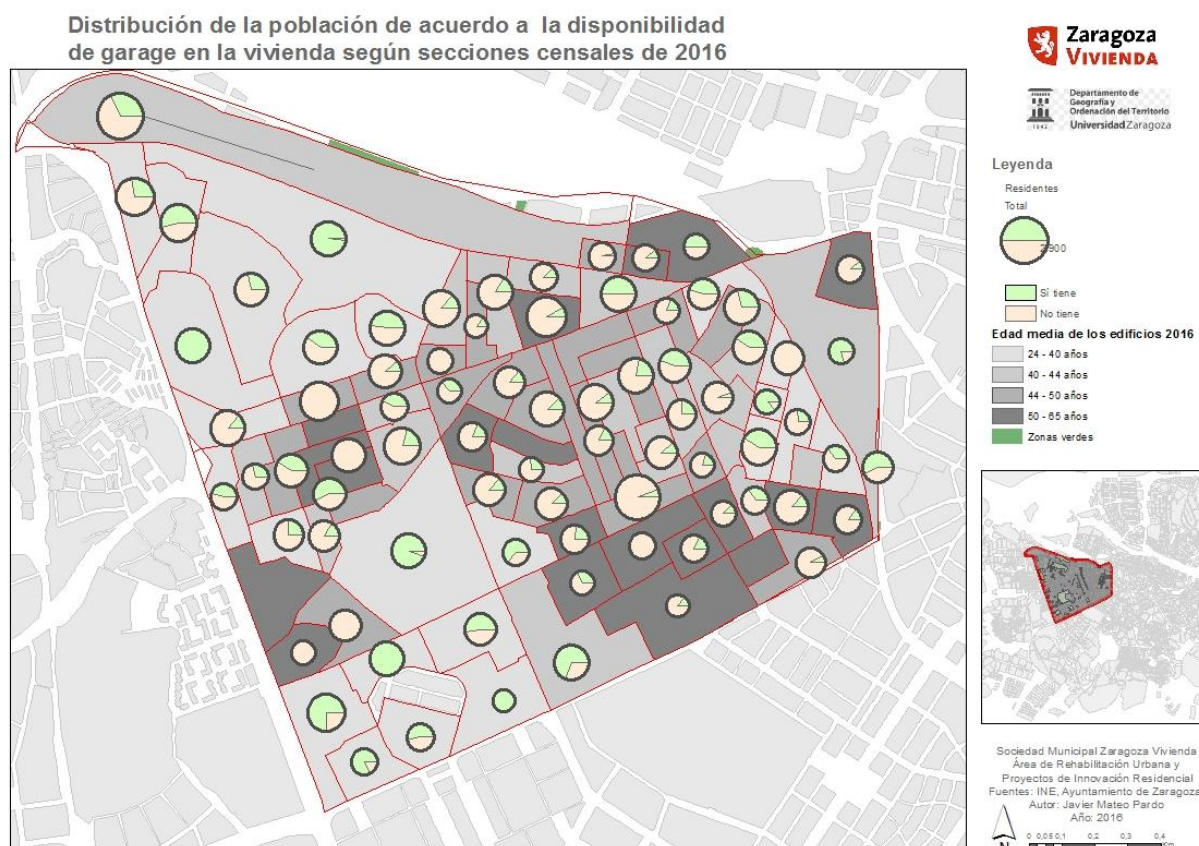 Distribución de la población de acuerdo a la disponibilidad
de garage en la vivienda según secciones censales de 2016
Zaragoza
VIVIENDA
Departamento de
Geografía y
Ordenación del Territorio
1542
Universidad Zaragoza
Leyenda
Residentes
Total
2.900
Sí tiene
No tiene
Edad media de los edificios 2016
24 - 40 años
40 - 44 años
44 - 50 años
50 - 65 años
Zonas verdes
Sociedad Municipal Zaragoza Vivienda
Área de Rehabilitación Urbana y
Proyectos de Innovación Residencial
Fuentes: INE, Ayuntamiento de Zaragoza
Autor: Javier Mateo Pardo
Año: 2016
N
0 0,05 0,1 0,2 0,3 0,4
Km